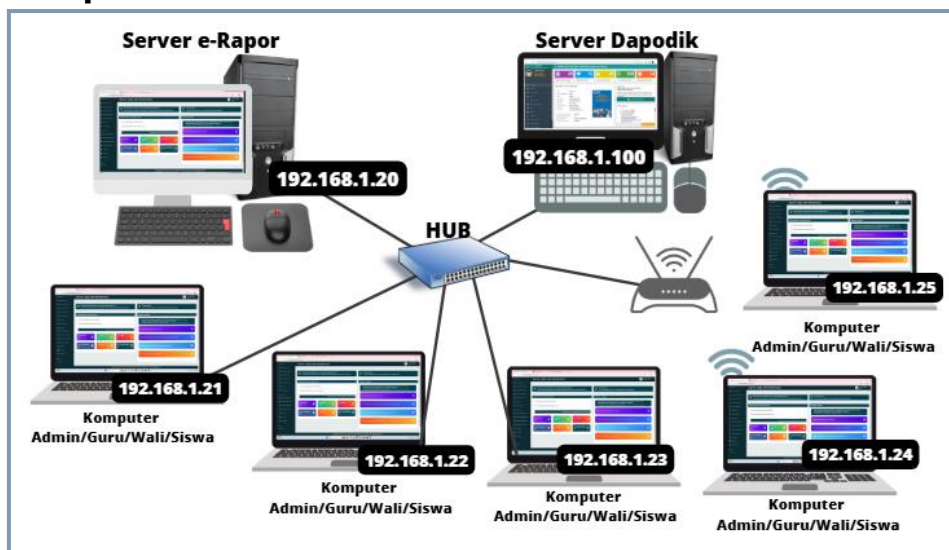 Server e-Rapor
Server Dapodik
192.168.1.20
192.168.1.100
HUB
192.168.1.25
Komputer
Admin/Guru/Wali/Siswa
192.168.1.21
Komputer
Admin/Guru/Wali/Siswa
192.168.1.22
Komputer
Admin/Guru/Wali/Siswa
192.168.1.23
Komputer
Admin/Guru/Wali/Siswa
192.168.1.24
Komputer
Admin/Guru/Wali/Siswa